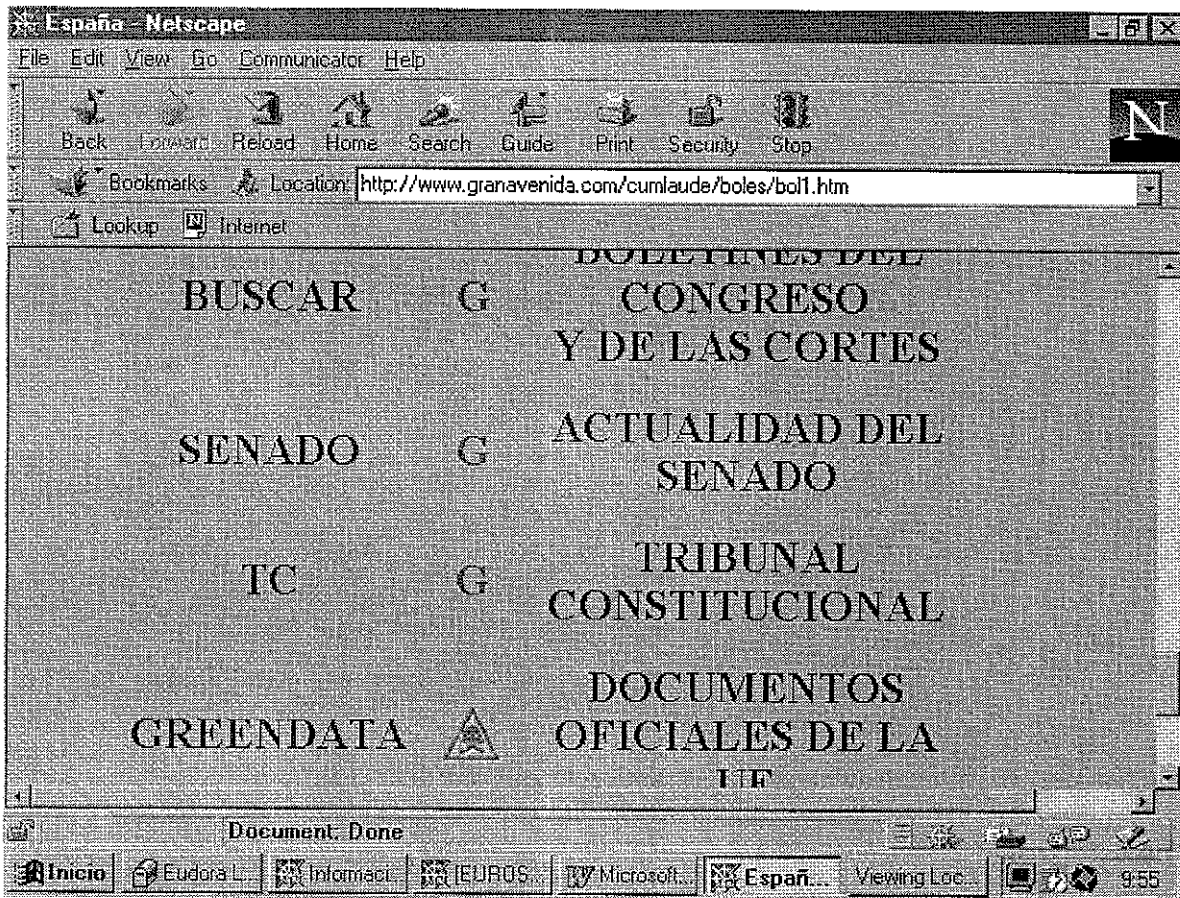 España - Netscape
File Edit View Go Communicator Help
Back Forward Reload Home Search Guide Print Security Stop
Bookmarks Location: http://www.granavenida.com/cumlaude/boles/bol1.htm
Lookup Internet
BUSCAR G BOLETINES DEL
CONGRESO
Y DE LAS CORTES
SENADO G ACTUALIDAD DEL
SENADO
TC G TRIBUNAL
CONSTITUCIONAL
GREENDATA DOCUMENTOS
OFICIALES DE LA
UE
Document: Done
Inicio Eudora L... Informaci... [EUROS... Microsoft... Españ... Viewing Loc... 9:55